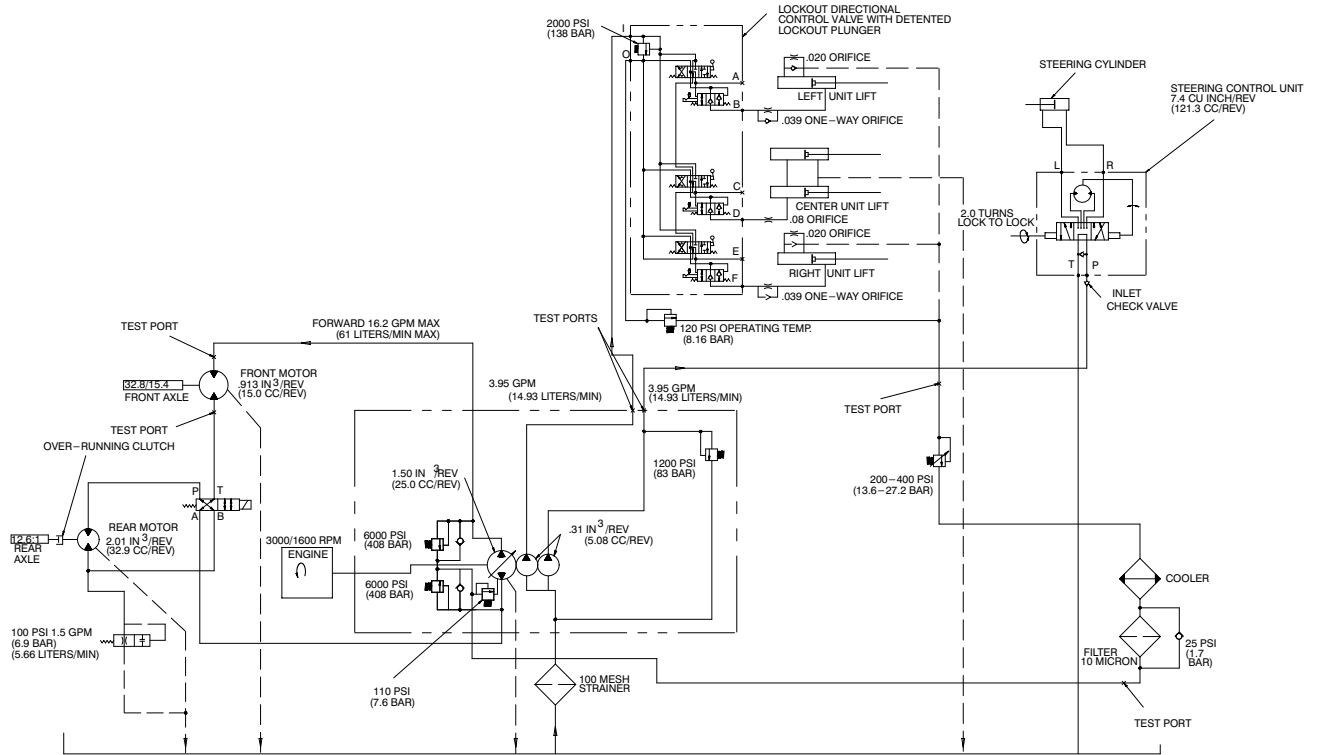 LOCKOUT DIRECTIONAL
CONTROL VALVE WITH DETENTED
LOCKOUT PLUNGER
2000 PSI
(138 BAR)
I
O
A
B
C
D
E
F
.020 ORIFICE
LEFT UNIT LIFT
.039 ONE-WAY ORIFICE
CENTER UNIT LIFT
.08 ORIFICE
.020 ORIFICE
RIGHT UNIT LIFT
.039 ONE-WAY ORIFICE
STEERING CYLINDER
STEERING CONTROL UNIT
7.4 CU INCH/REV
(121.3 CC/REV)
L
R
2.0 TURNS
LOCK TO LOCK
T
P
INLET
CHECK VALVE
TEST PORT
FORWARD 16.2 GPM MAX
(61 LITERS/MIN MAX)
TEST PORTS
120 PSI OPERATING TEMP.
(8.16 BAR)
32.8/15.4
FRONT AXLE
FRONT MOTOR
.913 IN 3/REV
(15.0 CC/REV)
3.95 GPM
(14.93 LITERS/MIN)
3.95 GPM
(14.93 LITERS/MIN)
TEST PORT
TEST PORT
OVER-RUNNING CLUTCH
P
T
A
B
1.50 IN 3/REV
(25.0 CC/REV)
1200 PSI
(83 BAR)
200-400 PSI
(13.6-27.2 BAR)
12.6:1
REAR
AXLE
REAR MOTOR
2.01 IN 3/REV
(32.9 CC/REV)
3000/1600 RPM
ENGINE
6000 PSI
(408 BAR)
6000 PSI
(408 BAR)
.31 IN 3/REV
(5.08 CC/REV)
COOLER
100 PSI 1.5 GPM
(6.9 BAR)
(5.66 LITERS/MIN)
110 PSI
(7.6 BAR)
100 MESH
STRAINER
FILTER
10 MICRON
25 PSI
(1.7
BAR)
TEST PORT